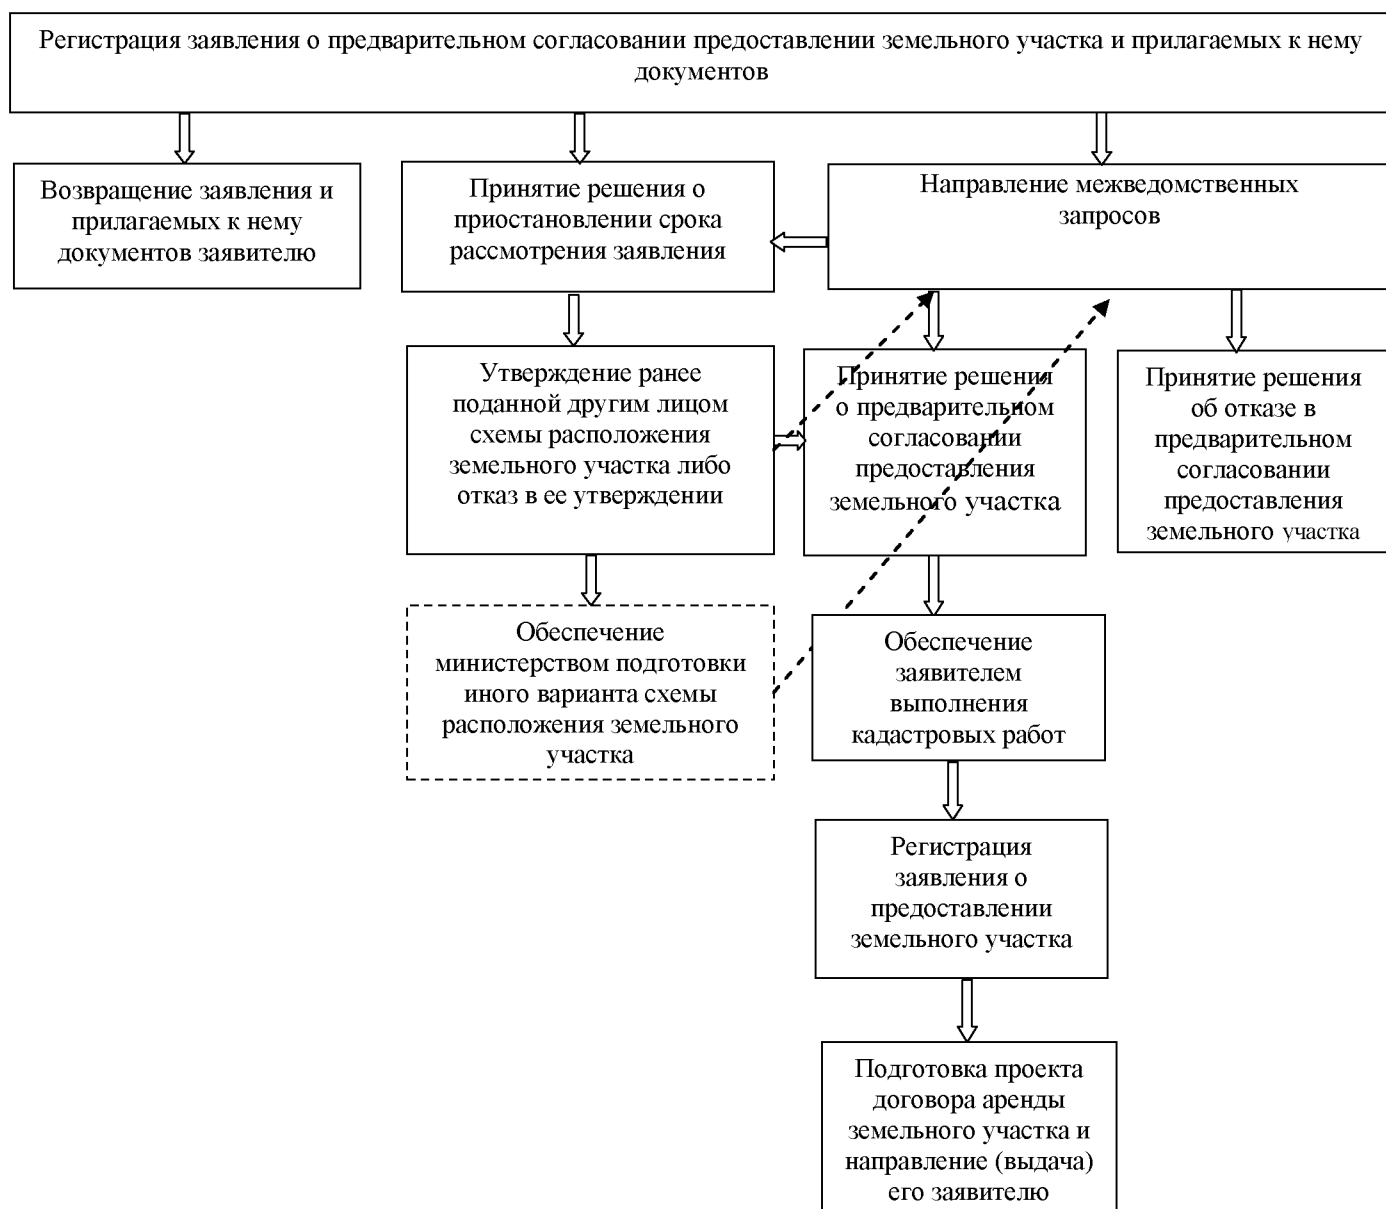 Регистрация заявления о предварительном согласовании предоставлении земельного участка и прилагаемых к нему
документов
Возвращение заявления и
прилагаемых к нему
документов заявителю
Принятие решения о
приостановлении срока
рассмотрения заявления
Направление межведомственных
запросов
Утверждение ранее
поданной другим лицом
схемы расположения
земельного участка либо
отказ в ее утверждении
Принятие решения
о предварительном
согласовании
предоставления
земельного участка
Принятие решения
об отказе в
предварительном
согласовании
предоставления
земельного участка
Обеспечение
министерством подготовки
иного варианта схемы
расположения земельного
участка
Обеспечение
заявителем
выполнения
кадастровых работ
Регистрация
заявления о
предоставлении
земельного участка
Подготовка проекта
договора аренды
земельного участка и
направление (выдача)
его заявителю